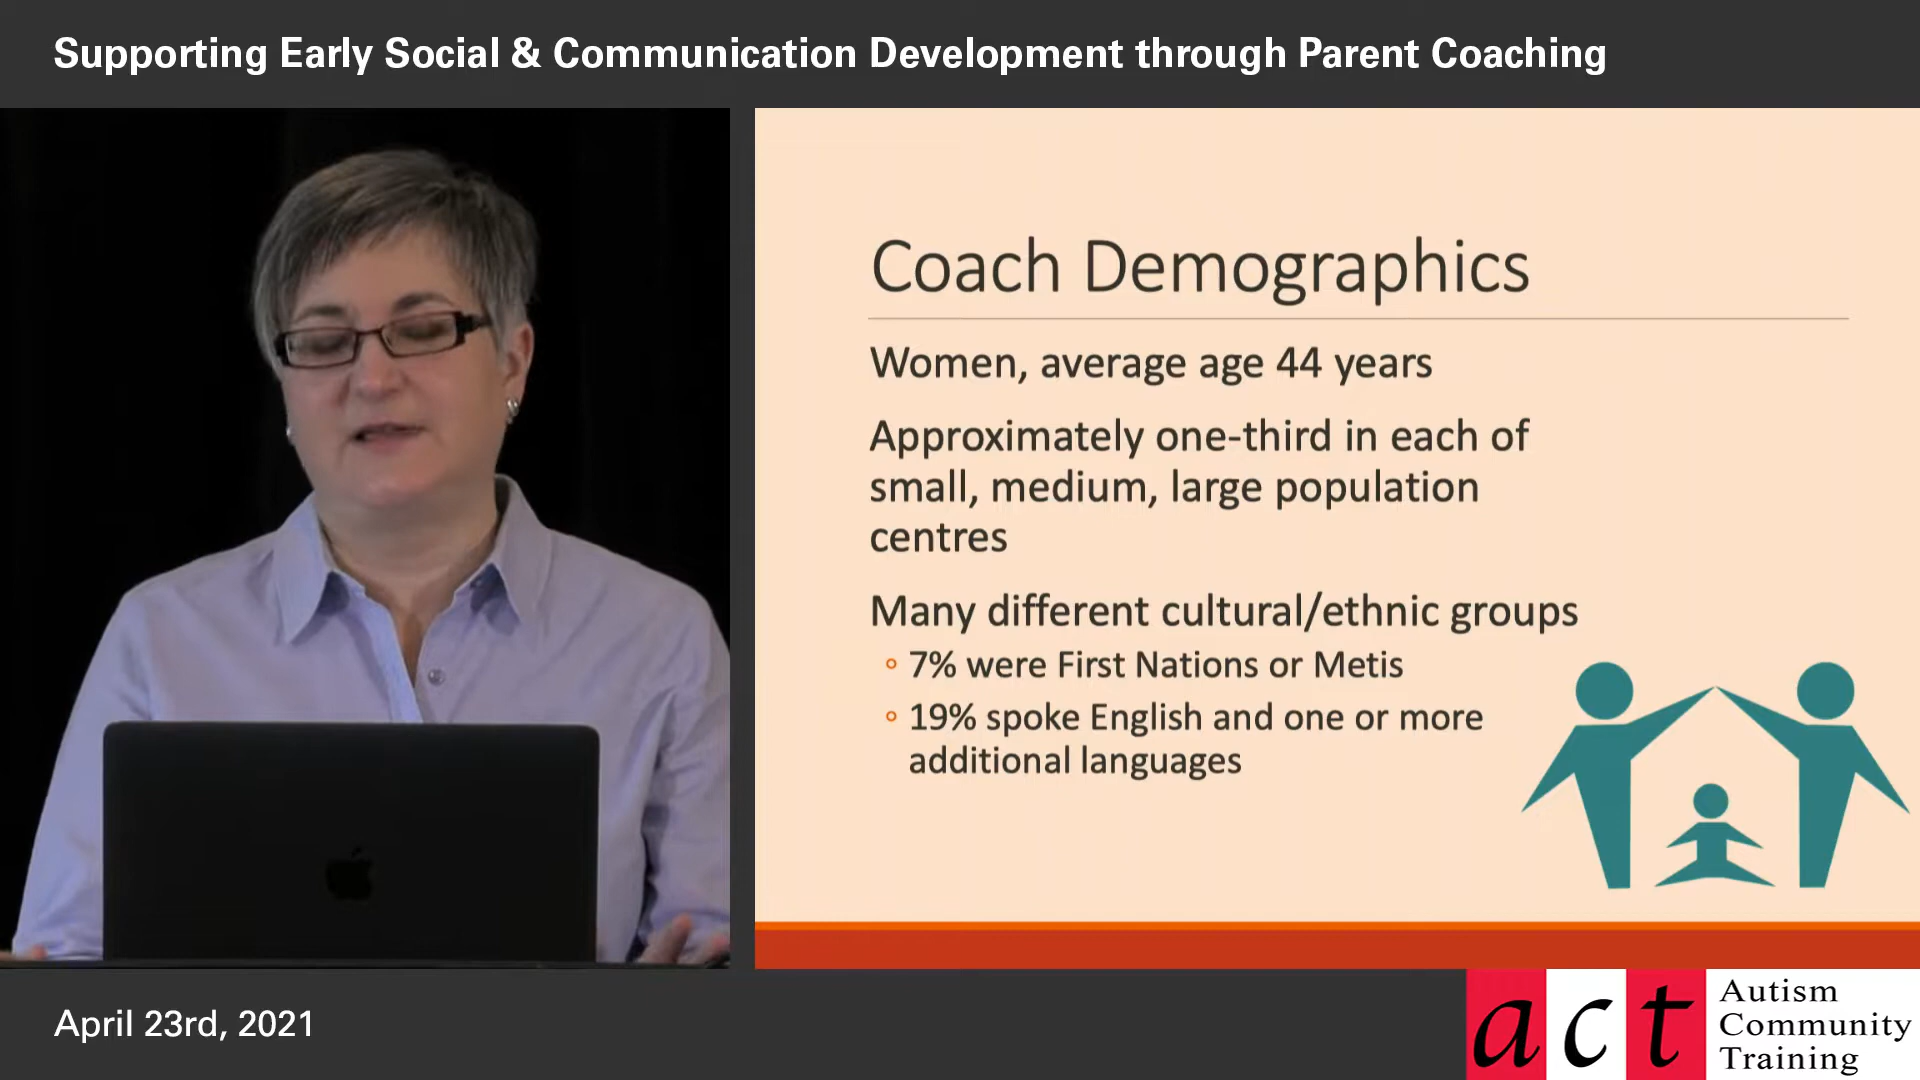 Supporting Early Social & Communication Development through Parent Coaching
Coach Demographics
Women, average age 44 years
Approximately one-third in each of
small, medium, large population
centres
Many different cultural/ethnic groups
◦ 7% were First Nations or Metis
◦ 19% spoke English and one or more
additional languages
April 23rd, 2021
act
Autism
Community
Training